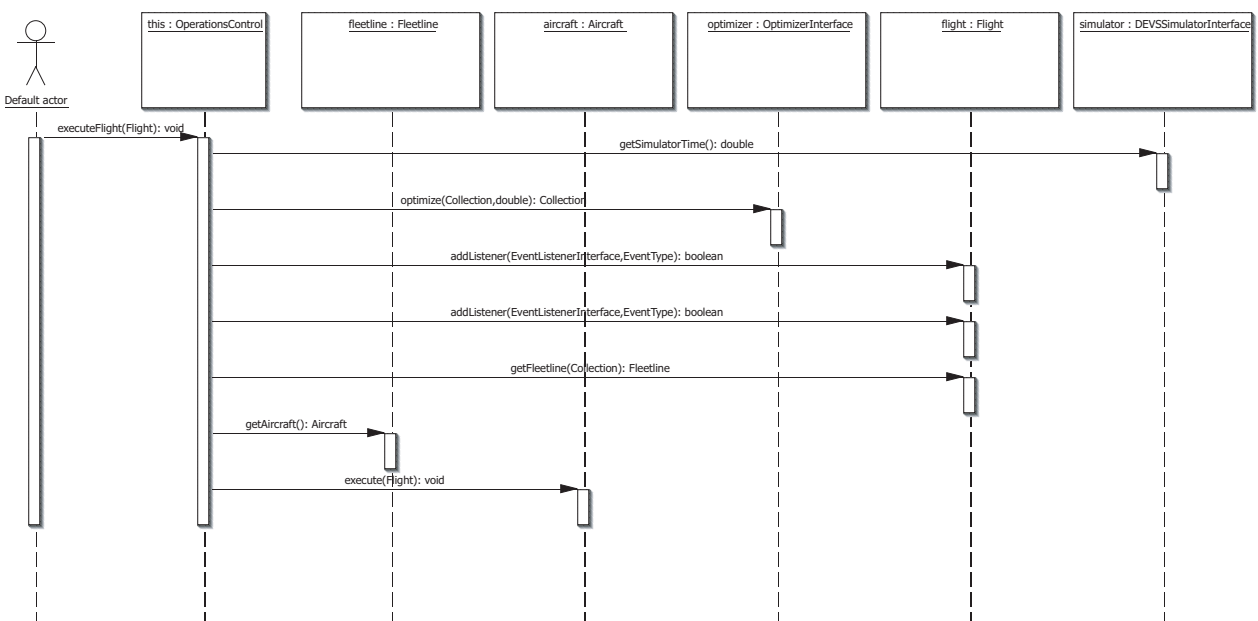 this : OperationsControl
fleetline : Fleetline
aircraft : Aircraft
optimizer : OptimizerInterface
flight : Flight
simulator : DEVSSimulatorInterface
Default actor
executeFlight(Flight): void
getSimulatorTime(): double
optimize(Collection,double): Collection
addListener(EventListenerInterface,EventType): boolean
addListener(EventListenerInterface,EventType): boolean
getFleetline(Collection): Fleetline
getAircraft(): Aircraft
execute(Flight): void